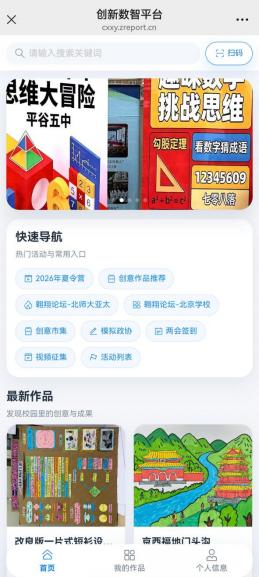 创新数智平台
cxxy.zreport.cn
请输入搜索关键词
扫码
思维大冒险
平谷五中
趣味数学
挑战思维
勾股定理
看数字猜成语
12345609
七零八落
a²+b²=c²
快速导航
热门活动与常用入口
2026年夏令营
创意作品推荐
翱翔论坛-北师大亚太
翱翔论坛-北京学校
创意市集
模拟政协
两会签到
视频征集
活动列表
最新作品
发现校园里的创意与成果
改良版一片式短衫设...
京西福地门头沟
首页
我的作品
个人信息